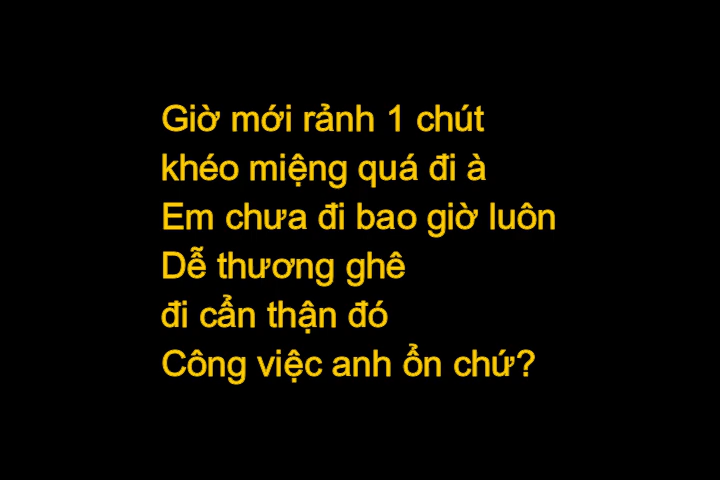 Giờ mới rảnh 1 chút
khéo miệng quá đi à
Em chưa đi bao giờ luôn
Dễ thương ghê
đi cẩn thận đó
Công việc anh ổn chứ?